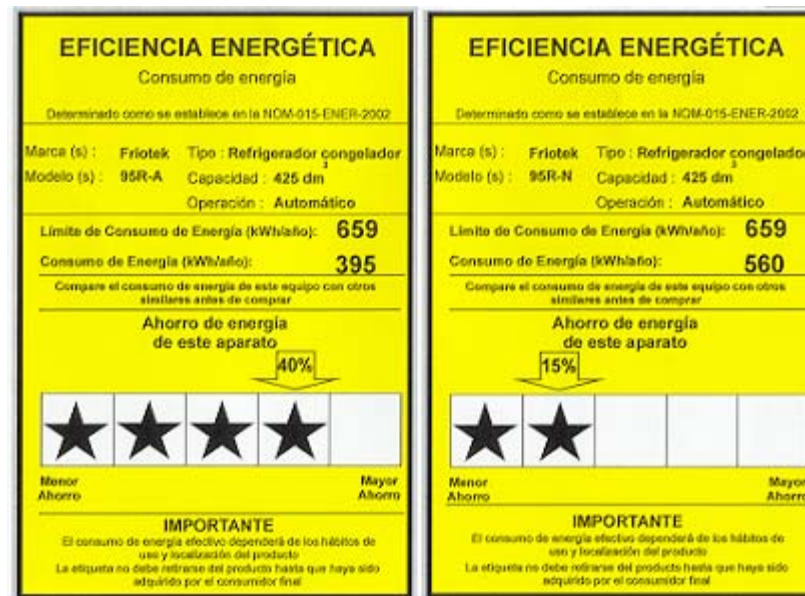 EFICIENCIA ENERGÉTICA
Consumo de energía
Determinado como se establece en la NOM-015-ENER-2002
Marca (s) : Friotek Tipo : Refrigerador congelador
Modelo (s) : 95R-A Capacidad : 425 dm3
Operación : Automático
Límite de Consumo de Energía (kWh/año): 659
Consumo de Energía (kWh/año): 395
Compare el consumo de energía de este equipo con otros
similares antes de comprar
Ahorro de energía
de este aparato
40%
Menor
Ahorro
Mayor
Ahorro
IMPORTANTE
El consumo de energía efectivo dependerá de los hábitos de
uso y localización del producto
La etiqueta no debe retirarse del producto hasta que haya sido
adquirido por el consumidor final
EFICIENCIA ENERGÉTICA
Consumo de energía
Determinado como se establece en la NOM-015-ENER-2002
Marca (s) : Friotek Tipo : Refrigerador congelador
Modelo (s) : 95R-N Capacidad : 425 dm3
Operación : Automático
Límite de Consumo de Energía (kWh/año): 659
Consumo de Energía (kWh/año): 560
Compare el consumo de energía de este equipo con otros
similares antes de comprar
Ahorro de energía
de este aparato
15%
Menor
Ahorro
Mayor
Ahorro
IMPORTANTE
El consumo de energía efectivo dependerá de los hábitos de
uso y localización del producto
La etiqueta no debe retirarse del producto hasta que haya sido
adquirido por el consumidor final